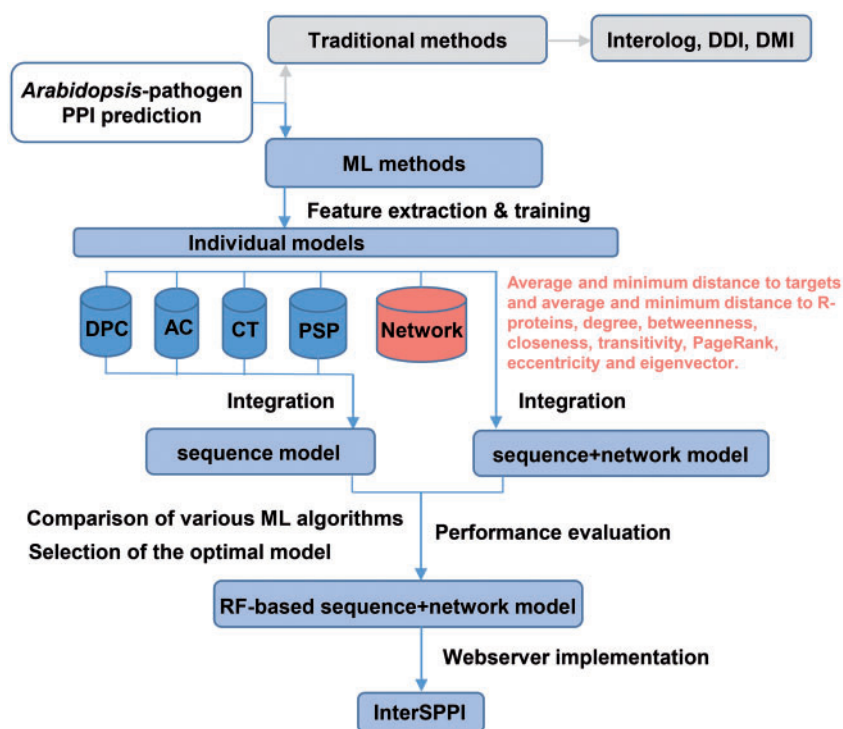 Traditional methods
Interolog, DDI, DMI
Arabidopsis-pathogen
PPI prediction
ML methods
Feature extraction & training
Individual models
DPC
AC
CT
PSP
Network
Average and minimum distance to targets
and average and minimum distance to R-
proteins, degree, betweenness,
closeness, transitivity, PageRank,
eccentricity and eigenvector.
Integration
Integration
sequence model
sequence+network model
Comparison of various ML algorithms
Selection of the optimal model
Performance evaluation
RF-based sequence+network model
Webserver implementation
InterSPPI